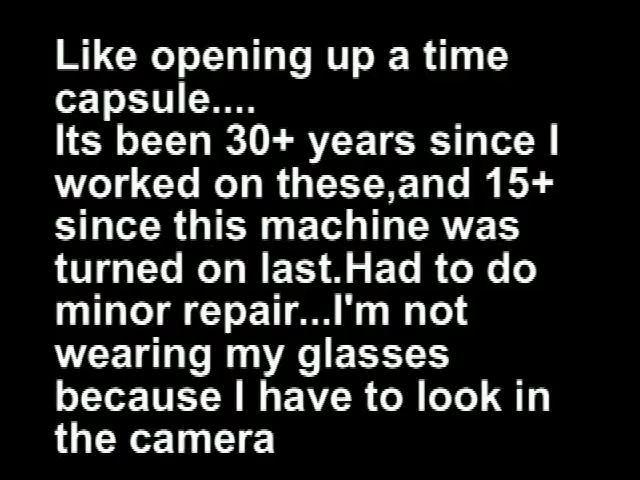 Like opening up a time
capsule....
Its been 30+ years since I
worked on these,and 15+
since this machine was
turned on last.Had to do
minor repair...I'm not
wearing my glasses
because I have to look in
the camera